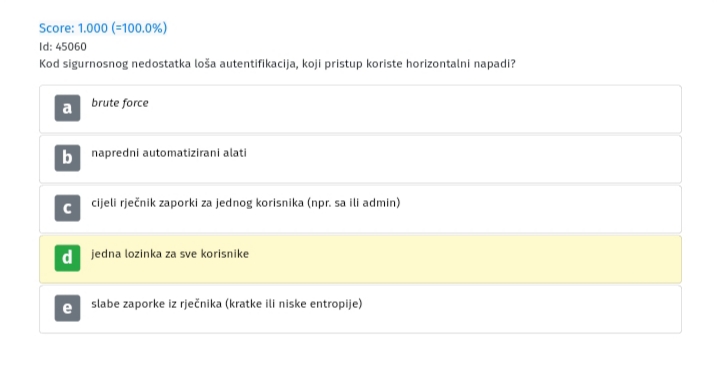 Score: 1.000 (=100.0%)
Id: 45060
Kod sigurnosnog nedostatka loša autentifikacija, koji pristup koriste horizontalni napadi?
a brute force
b napredni automatizirani alati
c cijeli rječnik zaporki za jednog korisnika (npr. sa ili admin)
d jedna lozinka za sve korisnike
e slabe zaporke iz rječnika (kratke ili niske entropije)